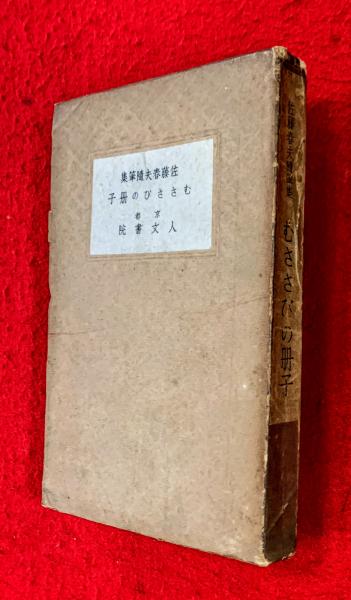 佐藤春夫隨筆集
むささびの冊子
京都
人文書院
佐藤春夫隨筆集 むささびの冊子